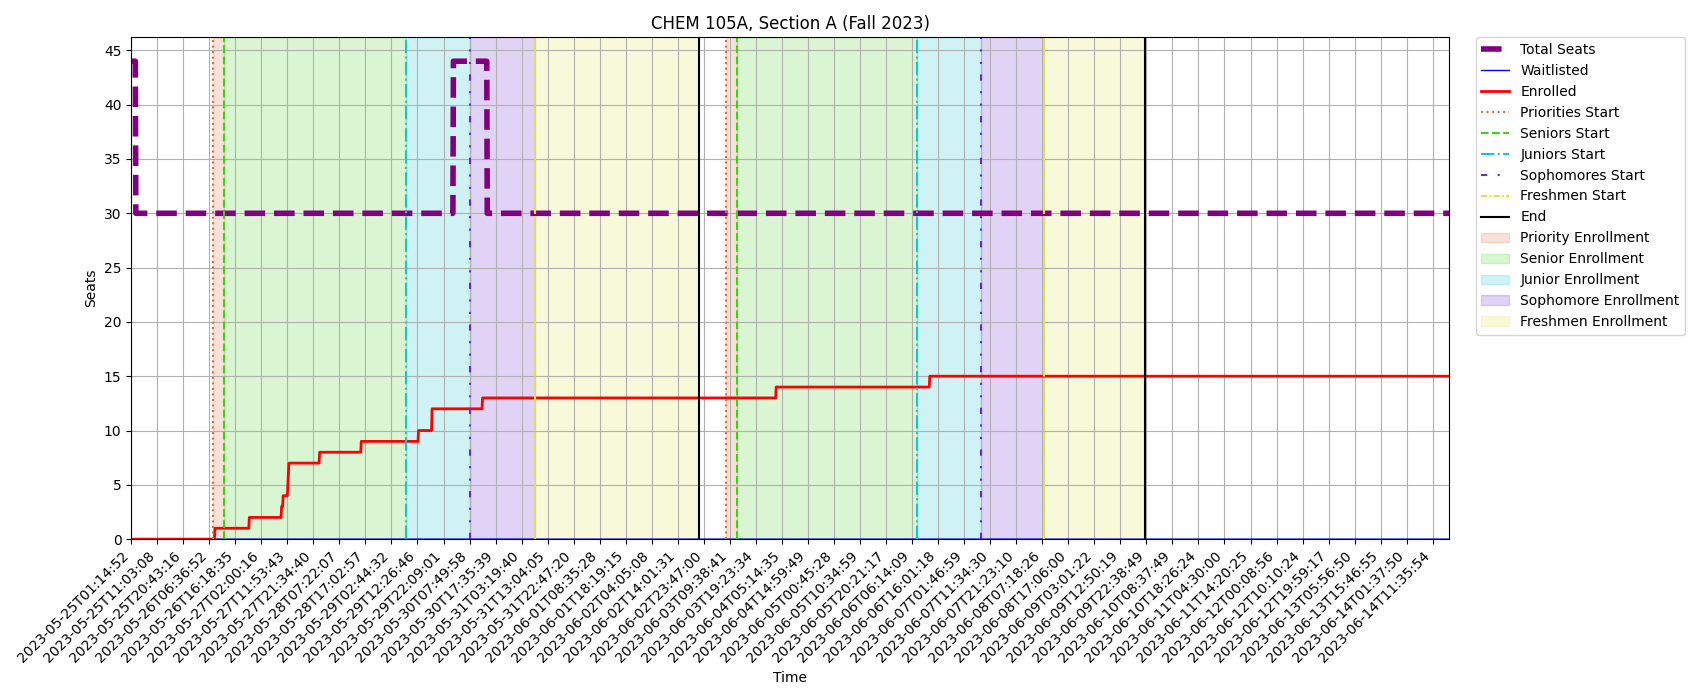 CHEM 105A, Section A (Fall 2023)
45
40
35
30
25
20
15
10
5
0
Seats
2023-05-25T01:14:52
2023-05-25T11:03:08
2023-05-25T20:43:16
2023-05-26T06:36:52
2023-05-26T16:18:35
2023-05-27T02:00:16
2023-05-27T11:53:43
2023-05-27T21:34:40
2023-05-28T07:22:07
2023-05-28T17:02:57
2023-05-29T02:44:32
2023-05-29T12:26:46
2023-05-29T22:09:01
2023-05-30T07:49:58
2023-05-30T17:35:39
2023-05-31T03:19:40
2023-05-31T13:04:05
2023-05-31T22:47:20
2023-06-01T08:35:28
2023-06-01T18:19:15
2023-06-02T04:05:08
2023-06-02T14:01:31
2023-06-02T23:47:00
2023-06-03T09:38:41
2023-06-03T19:23:34
2023-06-04T05:14:35
2023-06-04T14:59:49
2023-06-05T00:45:28
2023-06-05T10:34:59
2023-06-05T20:21:17
2023-06-06T06:14:09
2023-06-06T16:01:18
2023-06-07T01:46:59
2023-06-07T11:34:30
2023-06-07T21:23:10
2023-06-08T07:18:26
2023-06-08T17:06:00
2023-06-09T03:01:22
2023-06-09T12:50:19
2023-06-09T22:38:49
2023-06-10T08:37:49
2023-06-10T18:26:24
2023-06-11T04:30:00
2023-06-11T14:20:25
2023-06-12T00:08:56
2023-06-12T10:10:24
2023-06-12T19:59:17
2023-06-13T05:56:50
2023-06-13T15:46:55
2023-06-14T01:37:50
2023-06-14T11:35:54
Time
Total Seats
Waitlisted
Enrolled
Priorities Start
Seniors Start
Juniors Start
Sophomores Start
Freshmen Start
End
Priority Enrollment
Senior Enrollment
Junior Enrollment
Sophomore Enrollment
Freshmen Enrollment